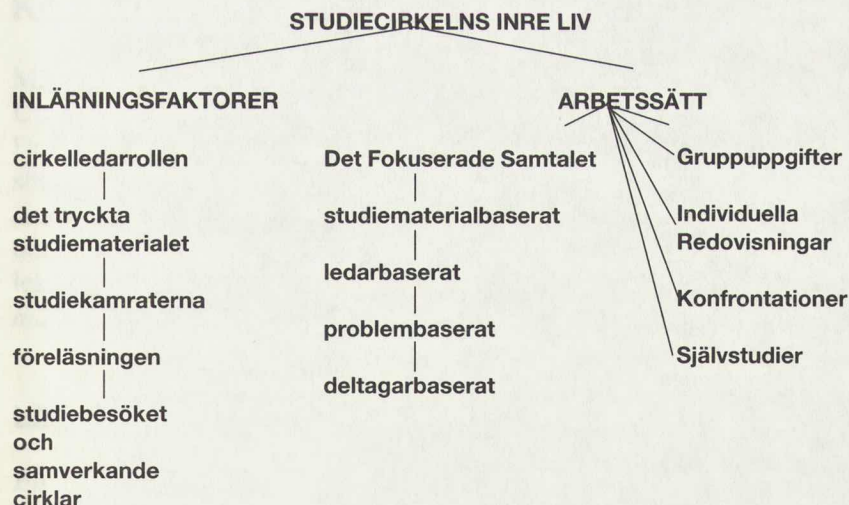 STUDIECIRKELNS INRE LIV
INLÄRNINGSFAKTORER
cirkelledarrollen
det tryckta
studiematerialet
studiekamraterna
föreläsningen
studiebesöket
och
samverkande
cirklar
ARBETSSÄTT
Det Fokuserade Samtalet
studiematerialbaserat
ledarbaserat
problembaserat
deltagarbaserat
Gruppuppgifter
Individuella
Redovisningar
Konfrontationer
Självstudier